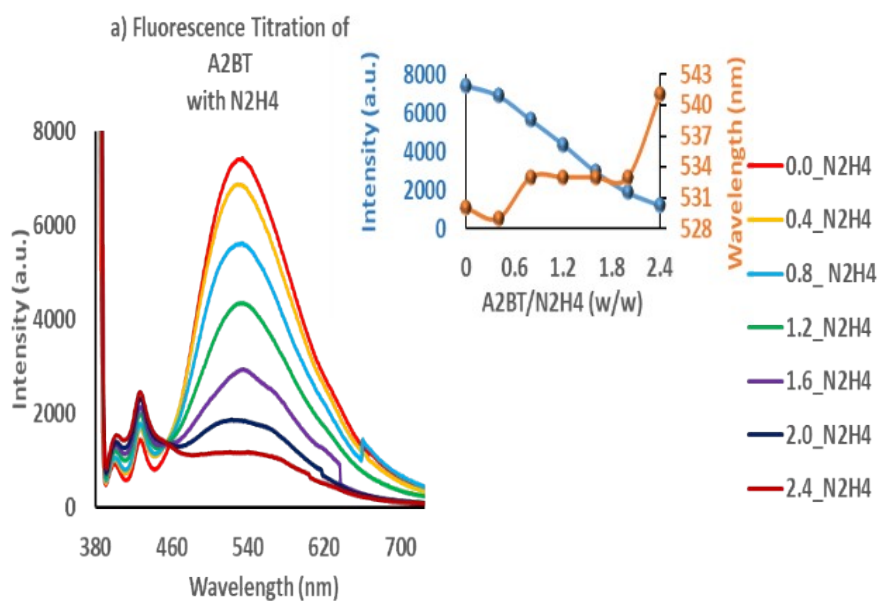 a) Fluorescence Titration of
A2BT
with N2H4
Intensity (a.u.)
8000
6000
4000
2000
0
380
460
540
620
700
Wavelength (nm)
Intensity (a.u.)
8000
6000
4000
2000
0
0
0.6
1.2
1.8
2.4
A2BT/N2H4 (w/w)
543
540
537
534
531
528
Wavelength (nm)
0.0_N2H4
0.4_N2H4
0.8_ N2H4
1.2_N2H4
1.6_N2H4
2.0_N2H4
2.4_N2H4